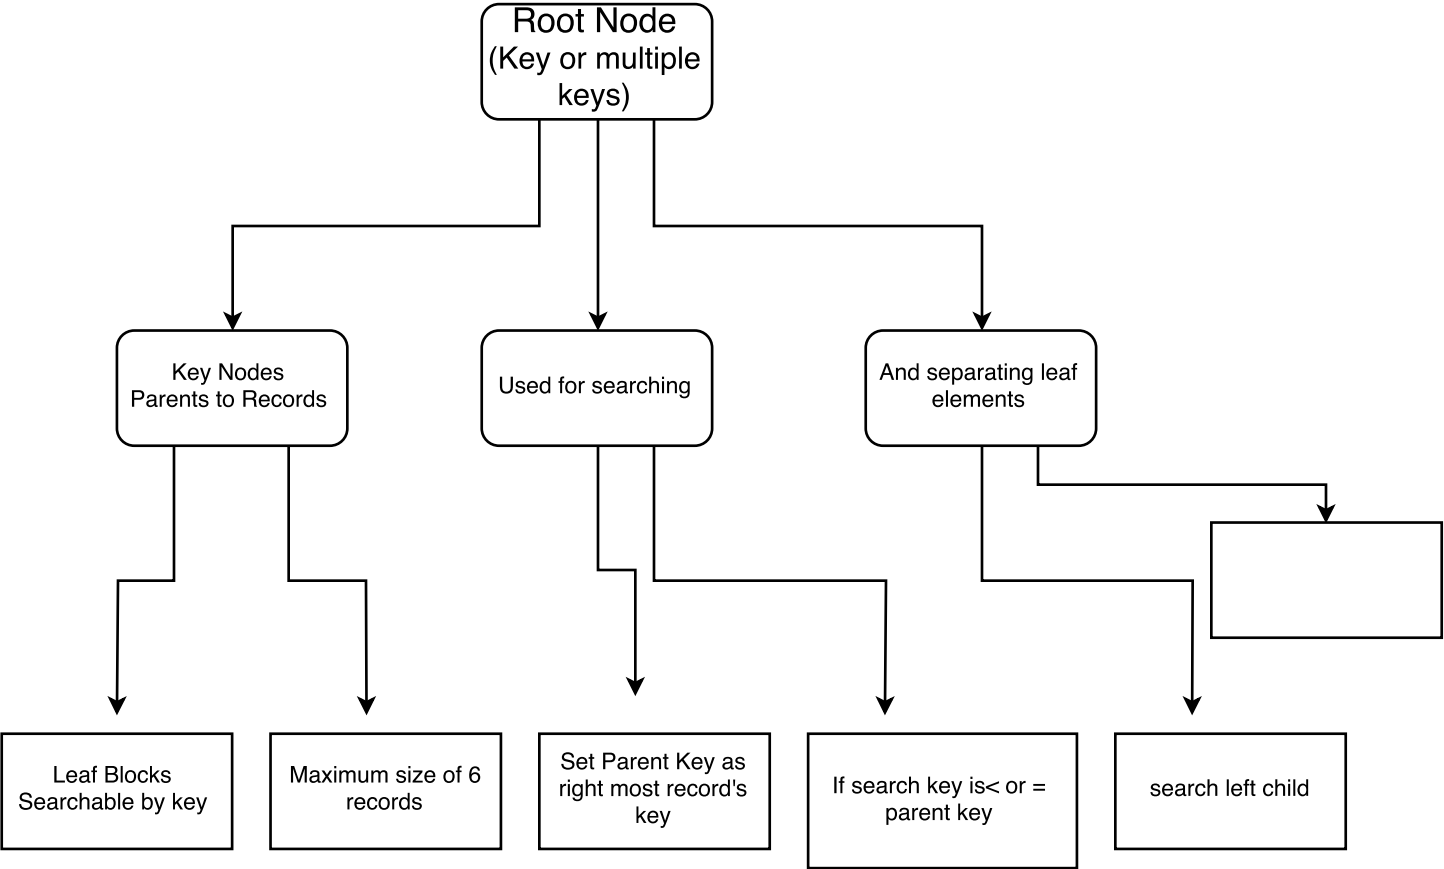 Root Node
(Key or multiple
keys)
Key Nodes
Parents to Records
Used for searching
And separating leaf
elements
Leaf Blocks
Searchable by key
Maximum size of 6
records
Set Parent Key as
right most record's
key
If search key is< or =
parent key
search left child